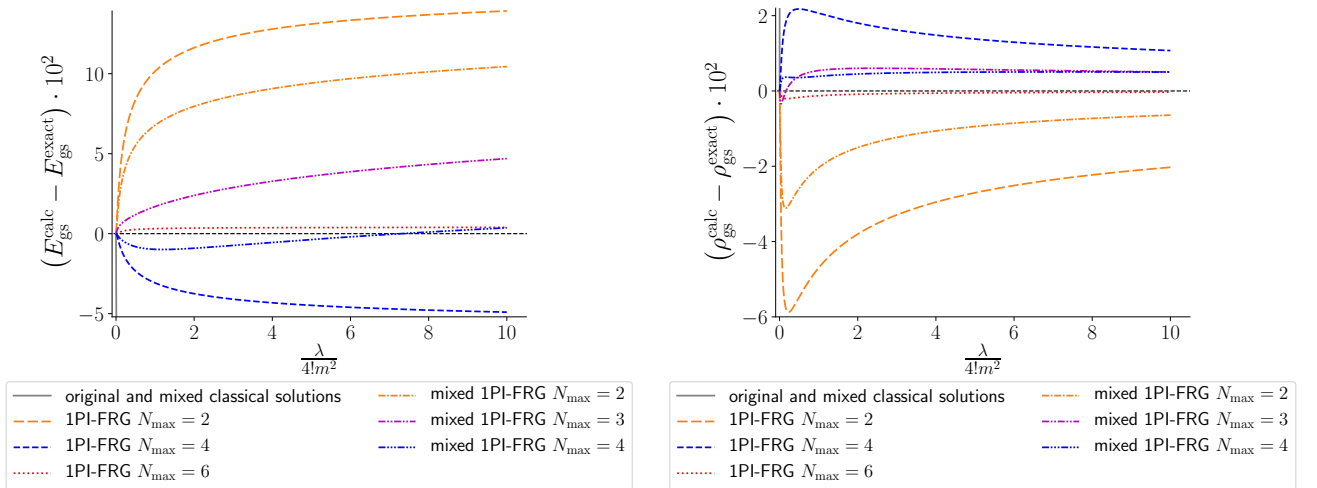 (E_gs^calc − E_gs^exact) · 10^2
10
5
0
−5
0 2 4 6 8 10
λ/4!m^2
original and mixed classical solutions
1PI-FRG N_max = 2
1PI-FRG N_max = 4
1PI-FRG N_max = 6
mixed 1PI-FRG N_max = 2
mixed 1PI-FRG N_max = 3
mixed 1PI-FRG N_max = 4
(ρ_gs^calc − ρ_gs^exact) · 10^2
2
0
−2
−4
−6
0 2 4 6 8 10
λ/4!m^2
original and mixed classical solutions
1PI-FRG N_max = 2
1PI-FRG N_max = 4
1PI-FRG N_max = 6
mixed 1PI-FRG N_max = 2
mixed 1PI-FRG N_max = 3
mixed 1PI-FRG N_max = 4